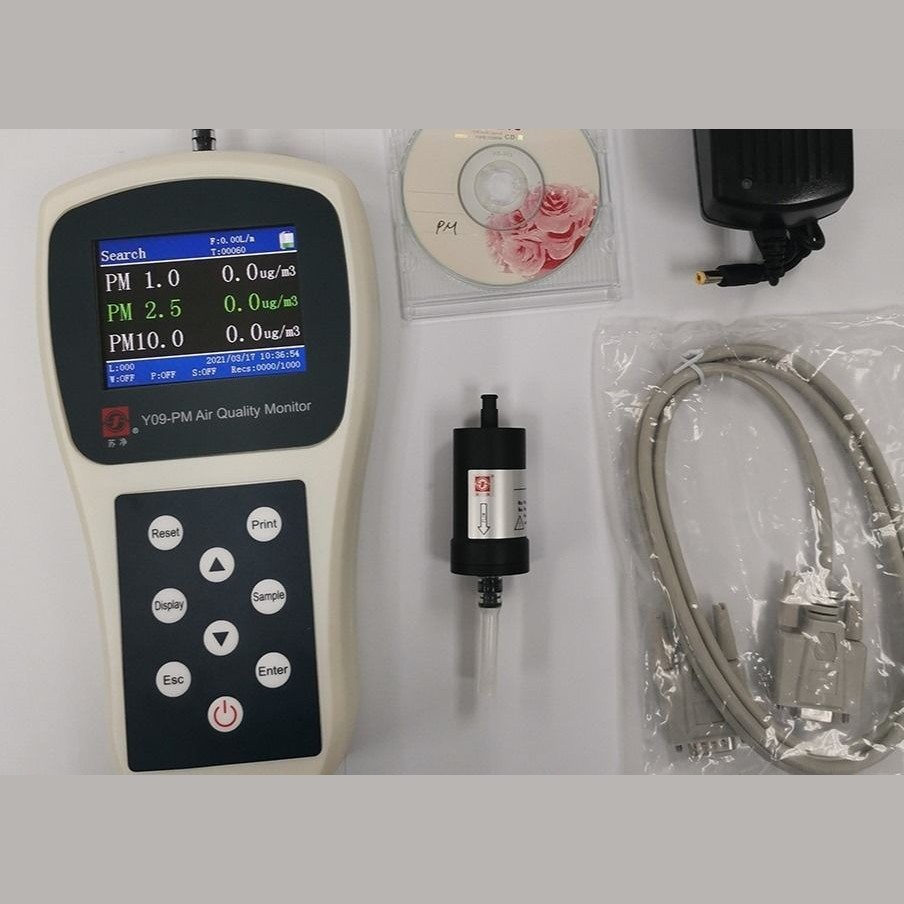 Search
F:0.00L/m
T:00060
PM 1.0 0.0ug/m3
PM 2.5 0.0ug/m3
PM10.0 0.0ug/m3
L:000 2021/03/17 10:36:54
W:OFF P:OFF S:OFF Recs:0000/1000
苏净® Y09-PM Air Quality Monitor
Reset
Print
Display
Sample
Esc
Enter
PM